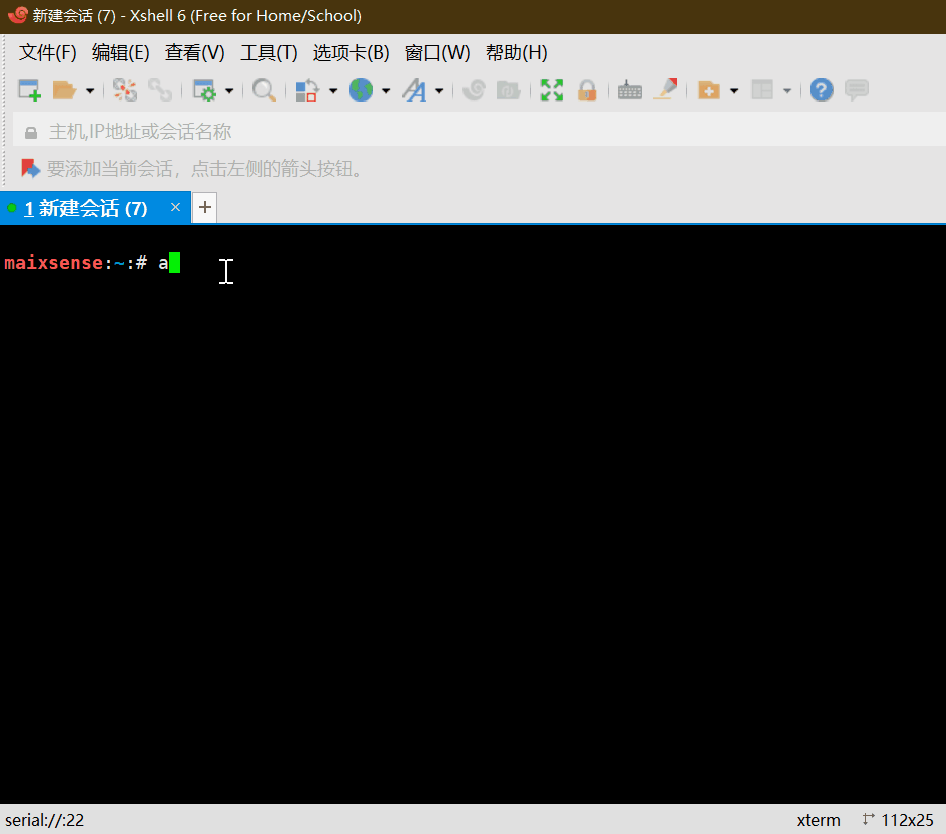 新建会话 (7) - Xshell 6 (Free for Home/School)
文件(F) 编辑(E) 查看(V) 工具(T) 选项卡(B) 窗口(W) 帮助(H)
主机,IP地址或会话名称
要添加当前会话，点击左侧的箭头按钮。
1 新建会话 (7) × +
maixsense:~:# a
serial://:22 xterm 112x25